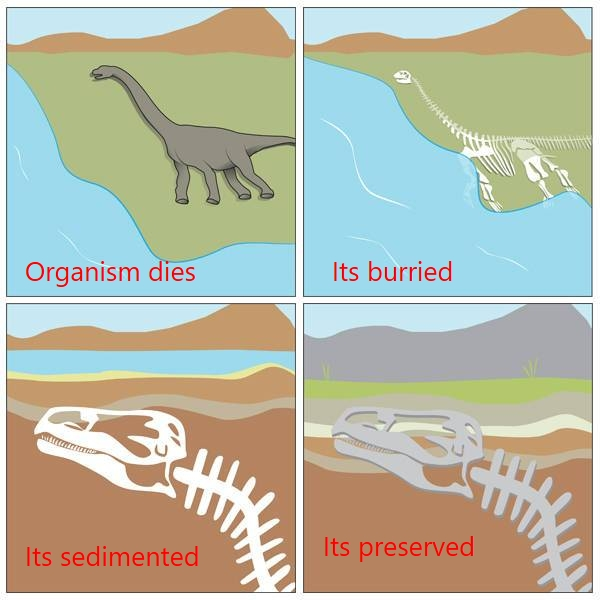 Organism dies
Its burried
Its sedimented
Its preserved